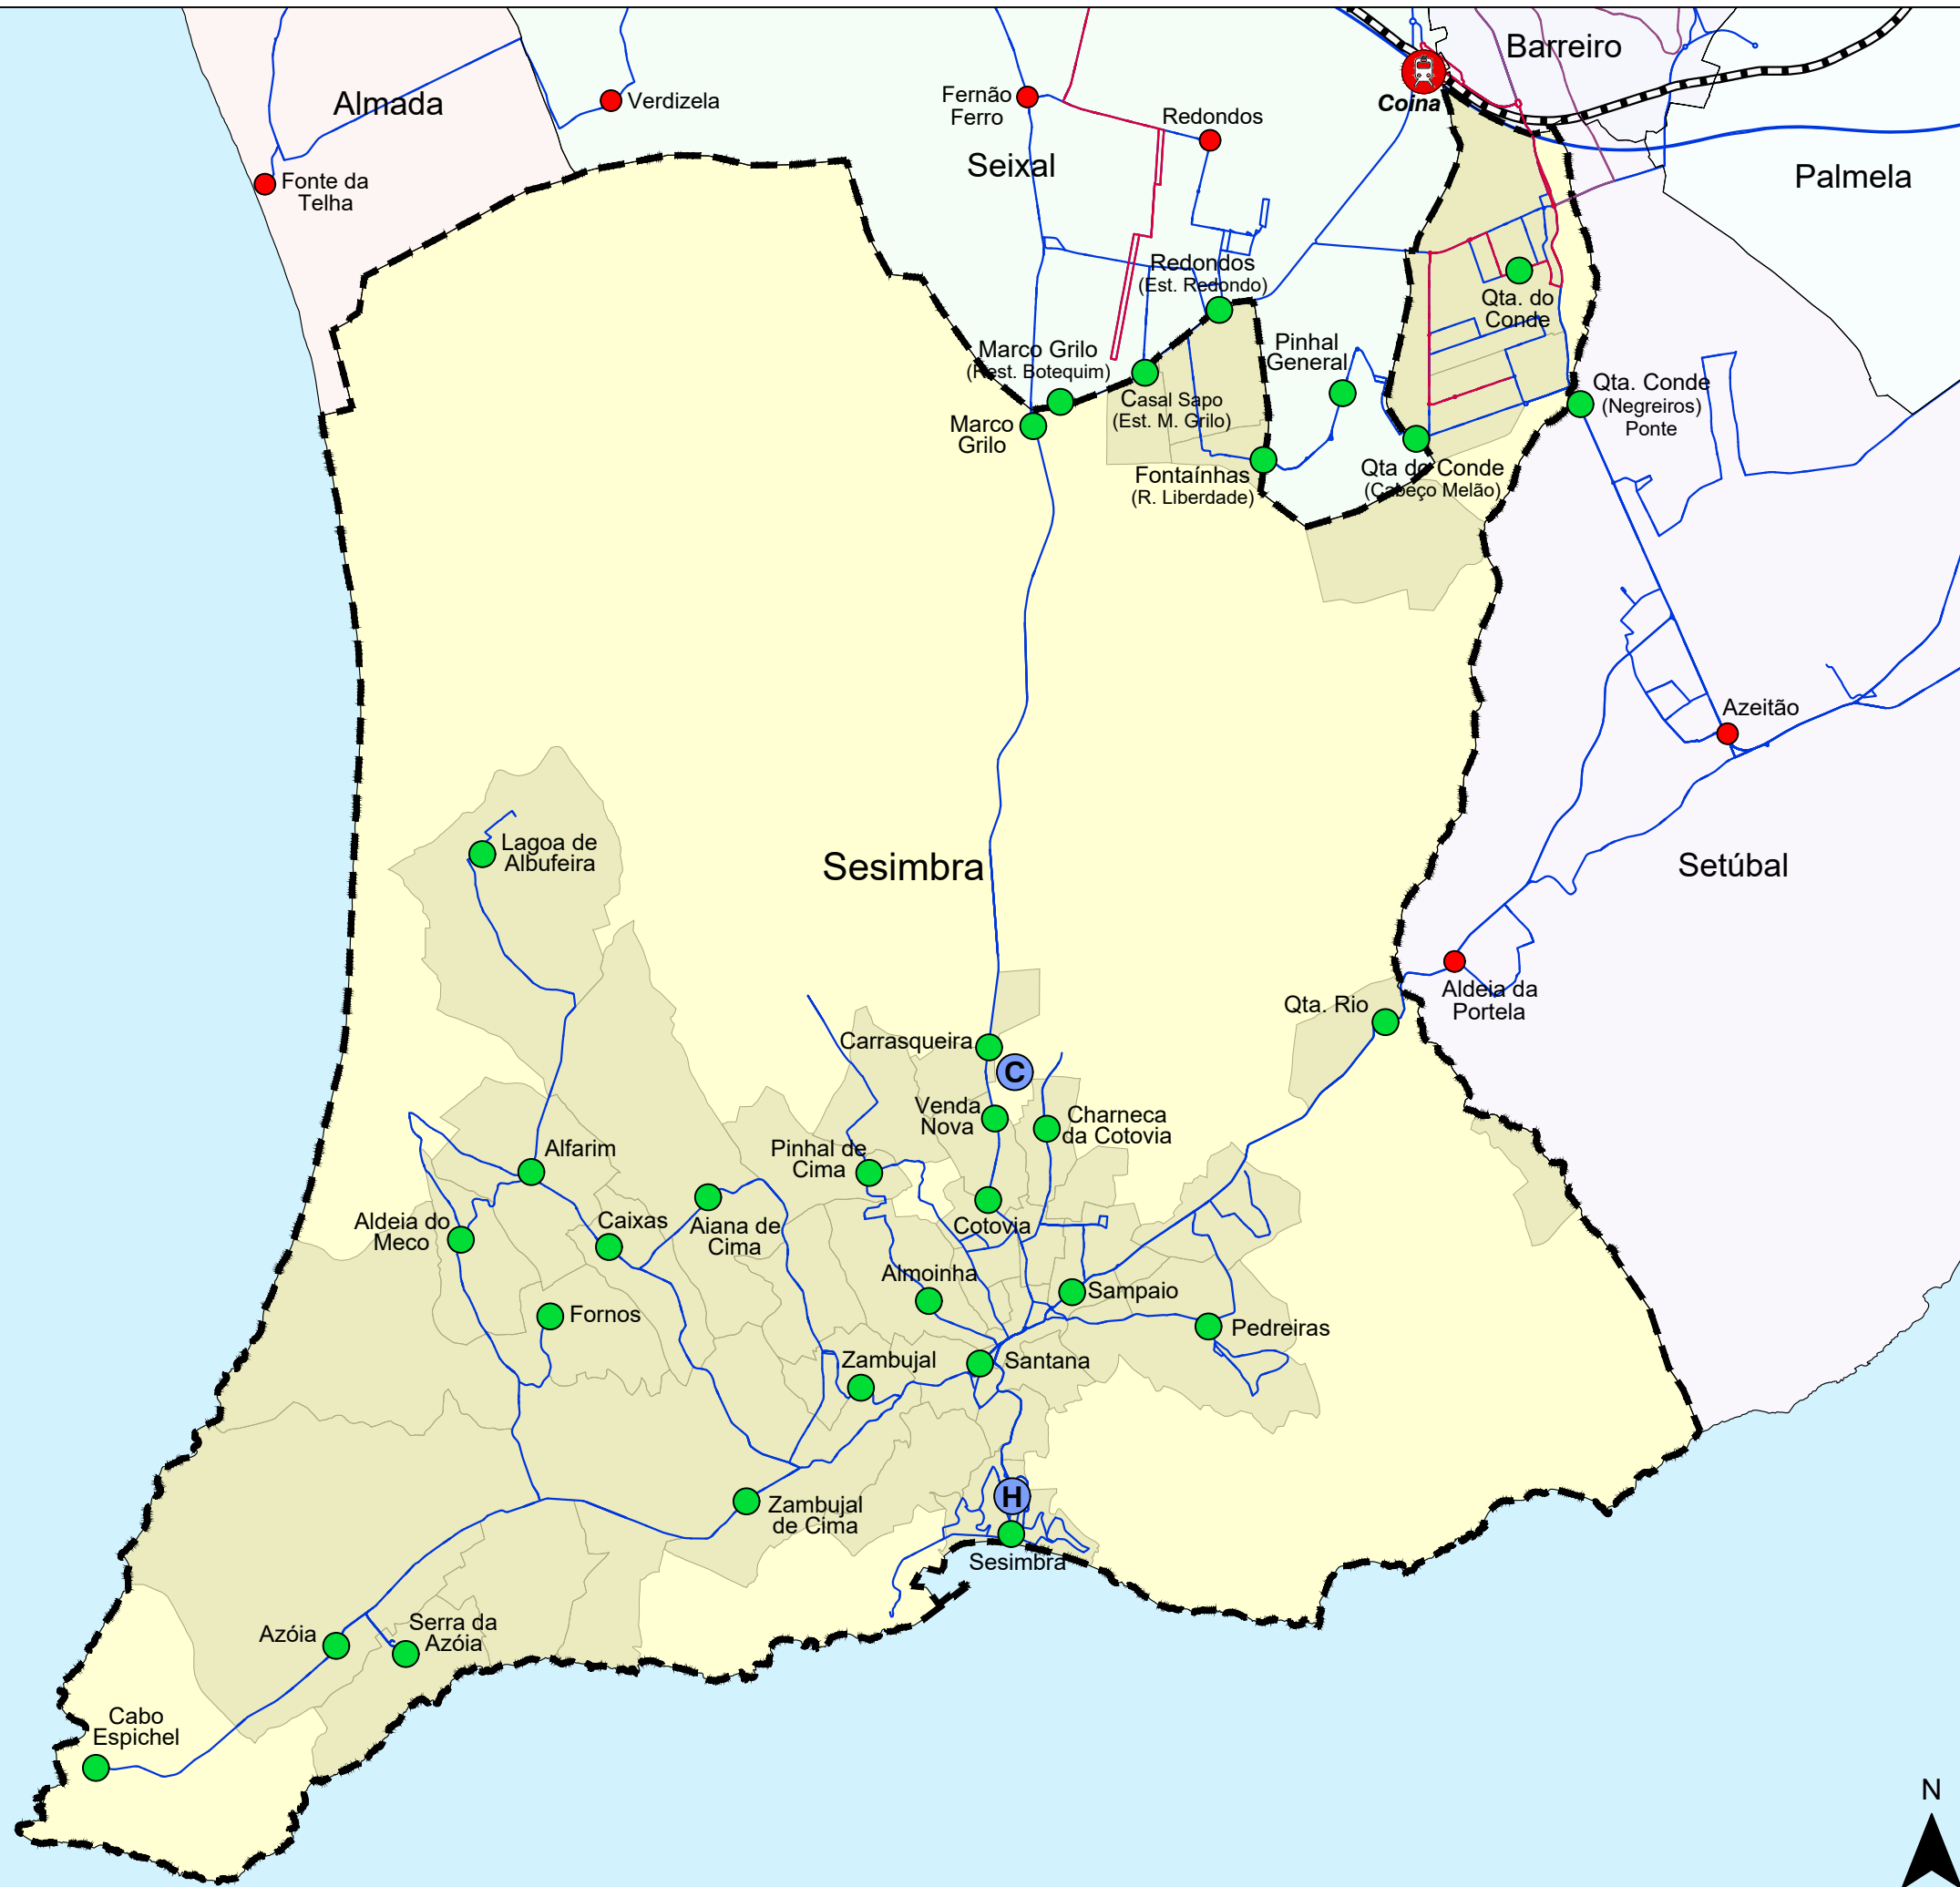 Barreiro
Almada
Verdizela
Fernão
Ferro
Coina
Redondos
Seixal
Palmela
Fonte da
Telha
Redondos
(Est. Redondo)
Qta. do
Conde
Pinhal
General
Marco Grilo
(Rest. Botequim)
Casal Sapo
(Est. M. Grilo)
Qta. Conde
(Negreiros)
Ponte
Marco
Grilo
Fontaínhas
(R. Liberdade)
Qta do Conde
(Cabeço Melão)
Azeitão
Lagoa de
Albufeira
Sesimbra
Setúbal
Aldeia da
Portela
Qta. Rio
Carrasqueira
C
Venda
Nova
Charneca
da Cotovia
Pinhal de
Cima
Alfarim
Aldeia do
Meco
Caixas
Aiana de
Cima
Cotovia
Almoinha
Sampaio
Fornos
Pedreiras
Zambujal
Santana
H
Zambujal
de Cima
Sesimbra
Azóia
Serra da
Azóia
Cabo
Espichel
N